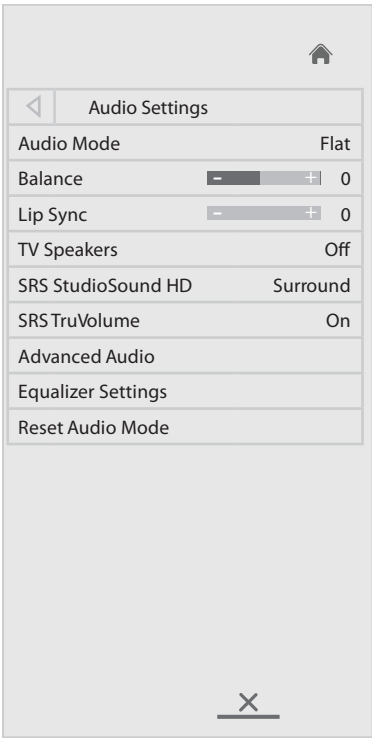 Audio Settings
Audio Mode Flat
Balance - + 0
Lip Sync - + 0
TV Speakers Off
SRS StudioSound HD Surround
SRS TruVolume On
Advanced Audio
Equalizer Settings
Reset Audio Mode